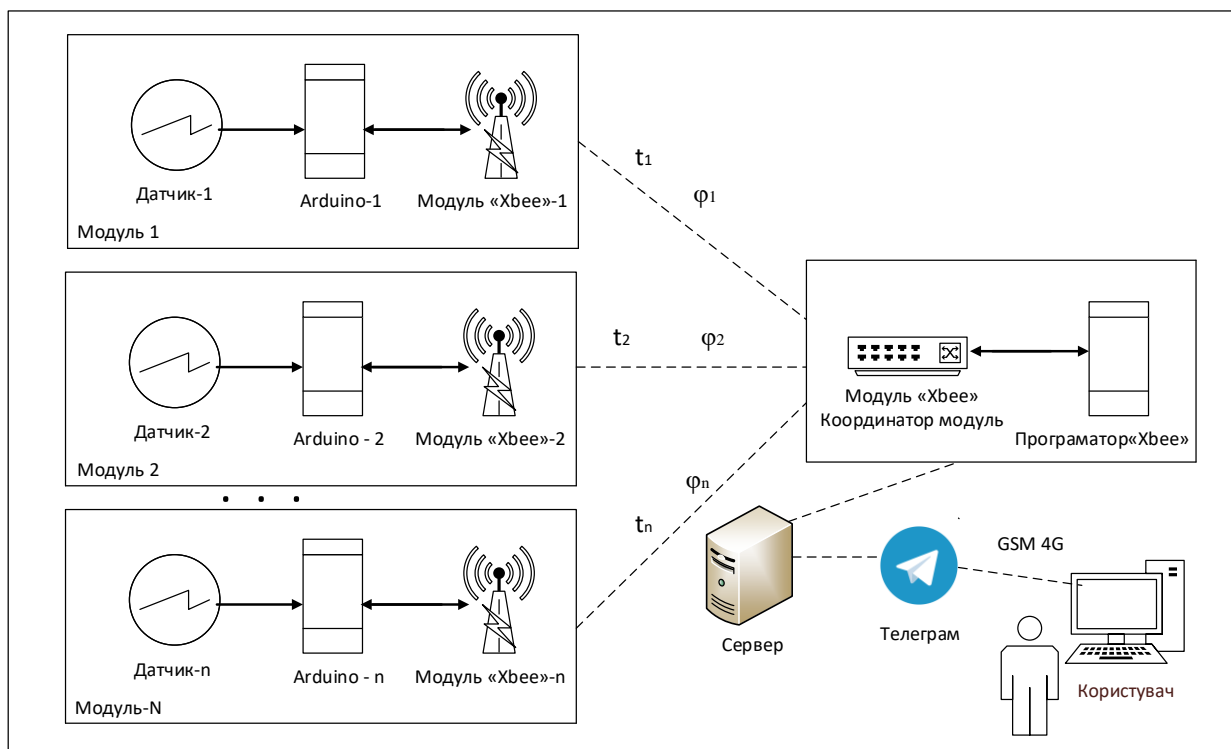 Датчик-1
Arduino-1
Модуль «Xbee»-1
Модуль 1
t1
φ1
Датчик-2
Arduino - 2
Модуль «Xbee»-2
Модуль 2
t2
φ2
. . .
Датчик-n
Arduino - n
Модуль «Xbee»-n
Модуль-N
tn
φn
Модуль «Xbee»
Координатор модуль
Програматор«Xbee»
Сервер
Телеграм
GSM 4G
Користувач